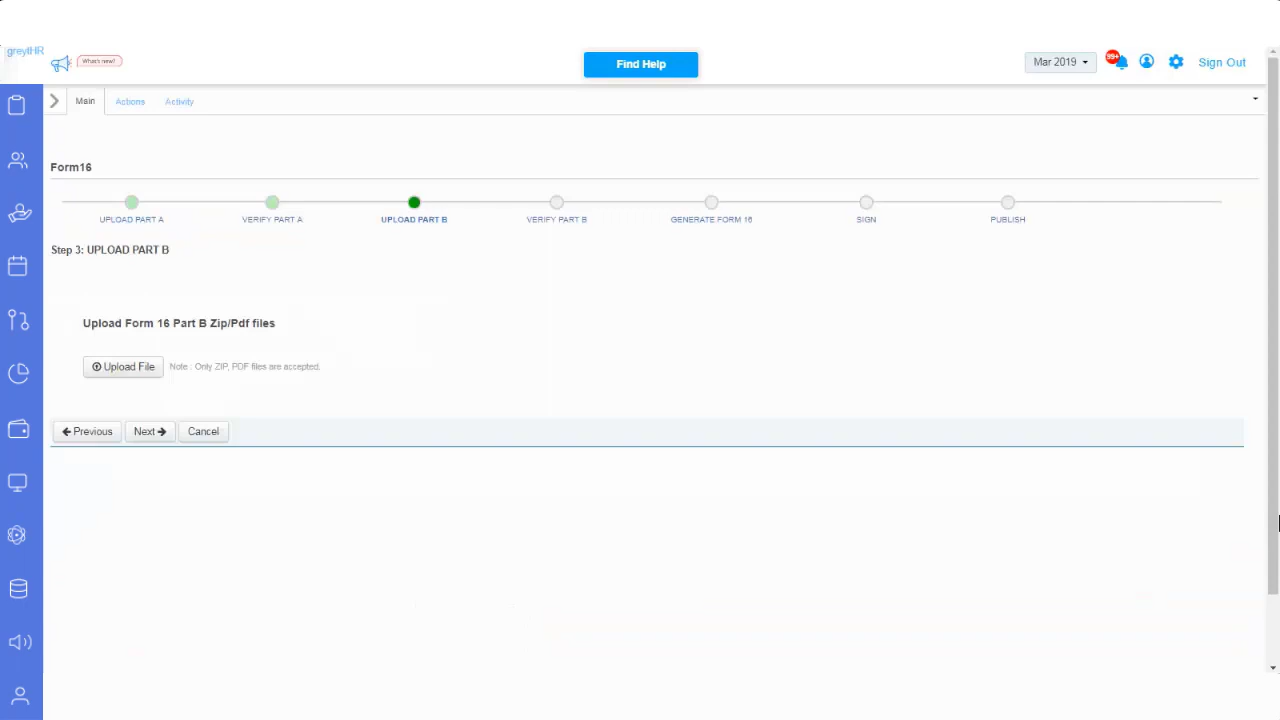 greytHR
What's new!
Find Help
Mar 2019
99+
Sign Out
Main
Actions
Activity
Form16
UPLOAD PART A
VERIFY PART A
UPLOAD PART B
VERIFY PART B
GENERATE FORM 16
SIGN
PUBLISH
Step 3: UPLOAD PART B
Upload Form 16 Part B Zip/Pdf files
Upload File
Note : Only ZIP, PDF files are accepted.
Previous
Next
Cancel